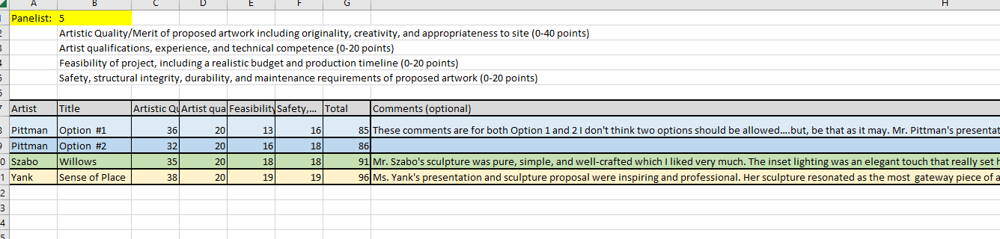 A B C D E F G H
Panelist: 5
2 Artistic Quality/Merit of proposed artwork including originality, creativity, and appropriateness to site (0-40 points)
3 Artist qualifications, experience, and technical competence (0-20 points)
Feasibility of project, including a realistic budget and production timeline (0-20 points)
Safety, structural integrity, durability, and maintenance requirements of proposed artwork (0-20 points)
7 Artist Title Artistic Qu Artist qua Feasibility Safety,... Total Comments (optional)
Pittman Option #1 36 20 13 16 85 These comments are for both Option 1 and 2 I don't think two options should be allowed....but, be that as it may. Mr. Pittman's presentat
Pittman Option #2 32 20 16 18 86
0 Szabo Willows 35 20 18 18 91 Mr. Szabo's sculpture was pure, simple, and well-crafted which I liked very much. The inset lighting was an elegant touch that really set h
1 Yank Sense of Place 38 20 19 19 96 Ms. Yank's presentation and sculpture proposal were inspiring and professional. Her sculpture resonated as the most gateway piece of a
2
3
4